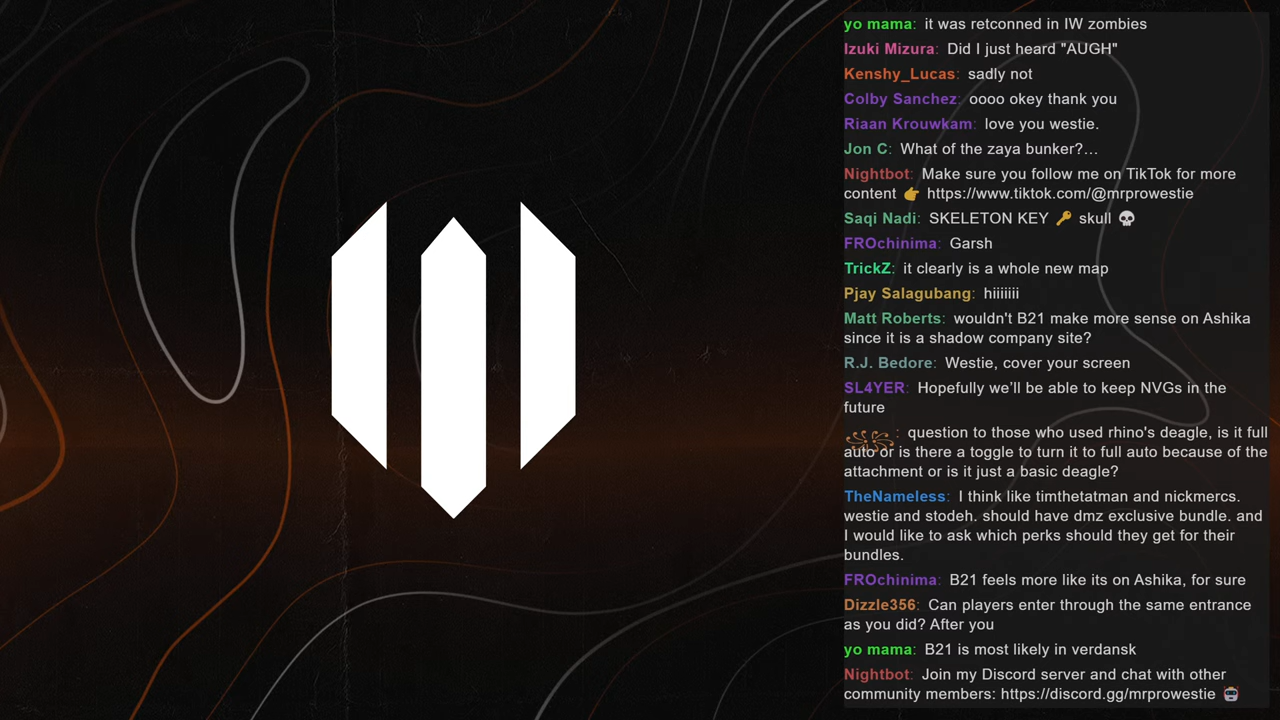 yo mama: it was retconned in IW zombies
Izuki Mizura: Did I just heard "AUGH"
Kenshy_Lucas: sadly not
Colby Sanchez: oooo okey thank you
Riaan Krouwkam: love you westie.
Jon C: What of the zaya bunker?…
Nightbot: Make sure you follow me on TikTok for more
content 👉 https://www.tiktok.com/@mrprowestie
Saqi Nadi: SKELETON KEY 🔑 skull 💀
FROchinima: Garsh
TrickZ: it clearly is a whole new map
Pjay Salagubang: hiiiiiii
Matt Roberts: wouldn't B21 make more sense on Ashika
since it is a shadow company site?
R.J. Bedore: Westie, cover your screen
SL4YER: Hopefully we’ll be able to keep NVGs in the
future
: question to those who used rhino's deagle, is it full
auto or is there a toggle to turn it to full auto because of the
attachment or is it just a basic deagle?
TheNameless: I think like timthetatman and nickmercs.
westie and stodeh. should have dmz exclusive bundle. and
I would like to ask which perks should they get for their
bundles.
FROchinima: B21 feels more like its on Ashika, for sure
Dizzle356: Can players enter through the same entrance
as you did? After you
yo mama: B21 is most likely in verdansk
Nightbot: Join my Discord server and chat with other
community members: https://discord.gg/mrprowestie 🤖